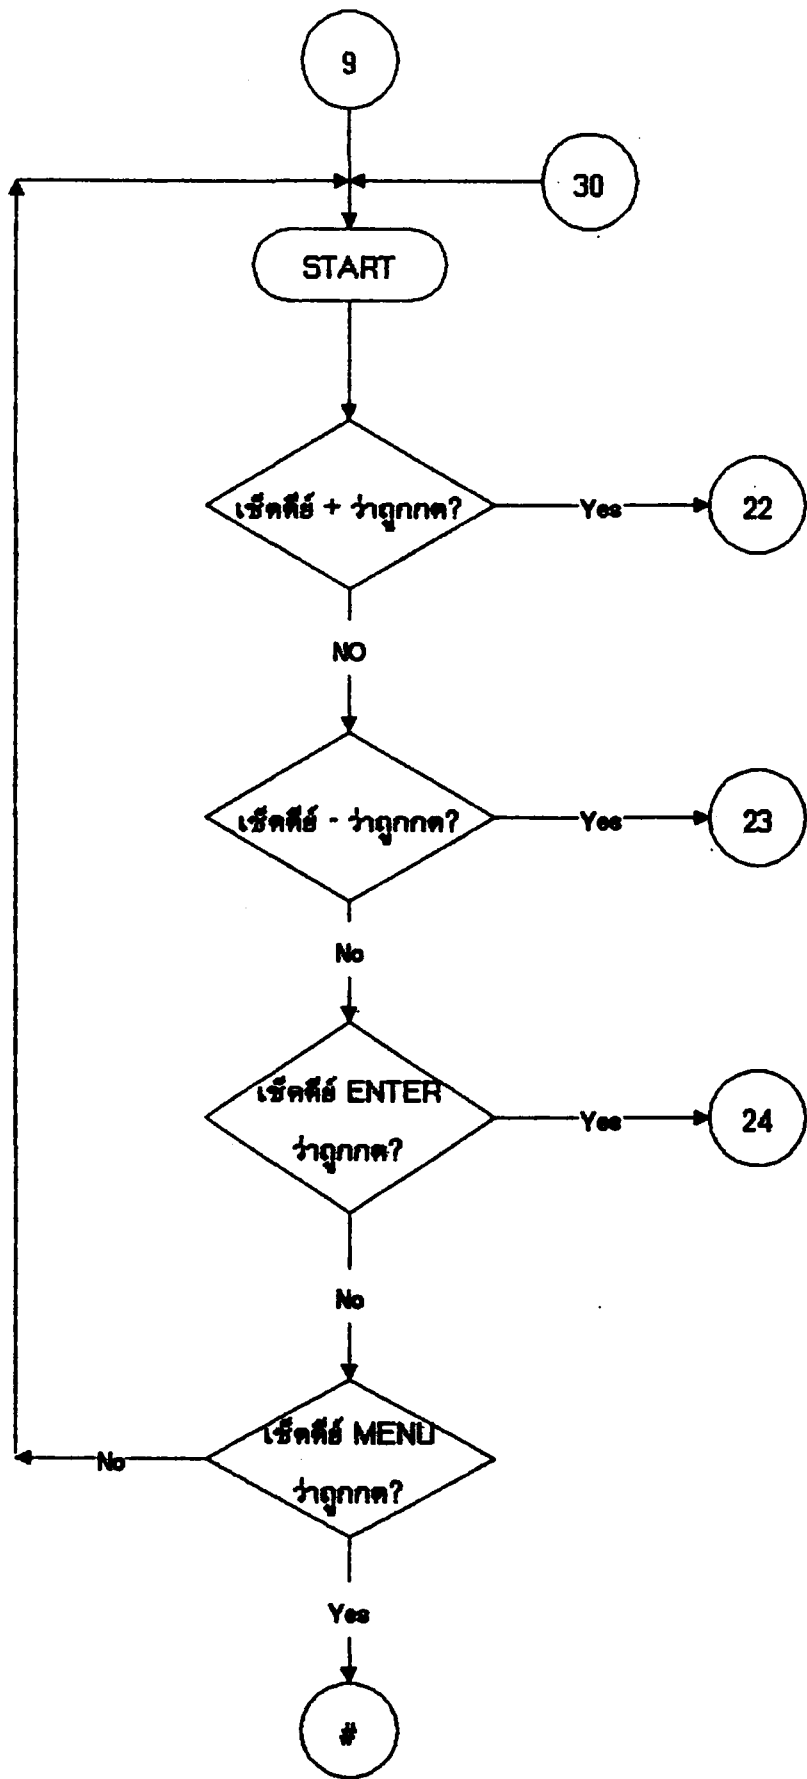 9
30
START
เช็คคีย์ + ว่าถูกกด?
Yes
22
NO
เช็คคีย์ - ว่าถูกกด?
Yes
23
No
เช็คคีย์ ENTER
ว่าถูกกด?
Yes
24
No
เช็คคีย์ MENU
ว่าถูกกด?
No
Yes
#